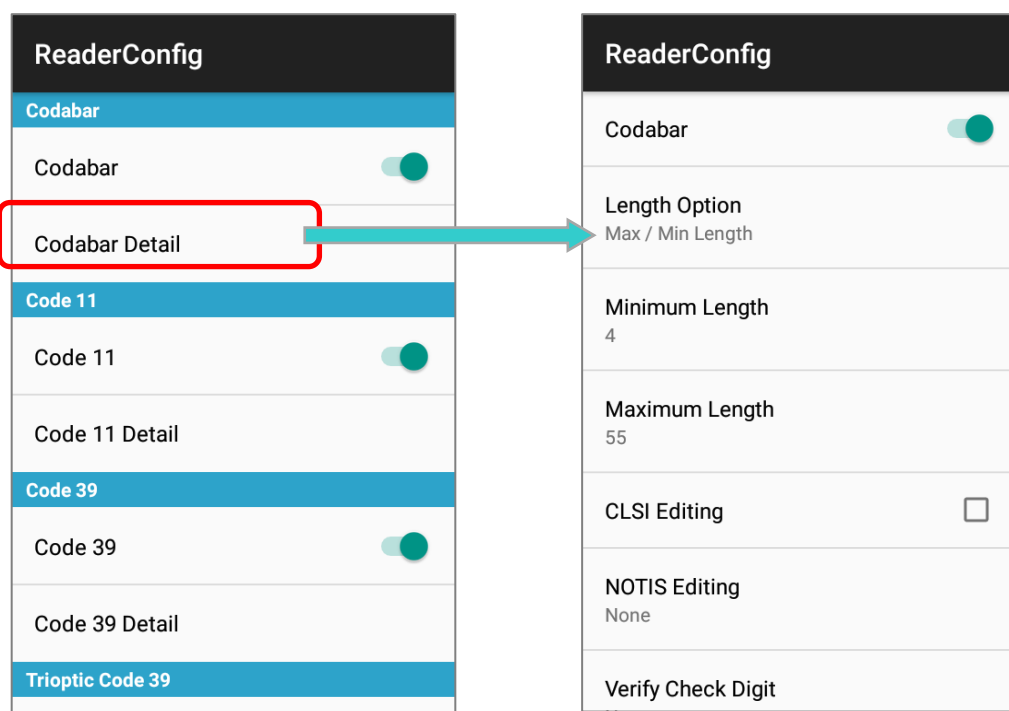 ReaderConfig
Codabar
Codabar
Codabar Detail
Code 11
Code 11
Code 11 Detail
Code 39
Code 39
Code 39 Detail
Trioptic Code 39
ReaderConfig
Codabar
Length Option
Max / Min Length
Minimum Length
4
Maximum Length
55
CLSI Editing
NOTIS Editing
None
Verify Check Digit